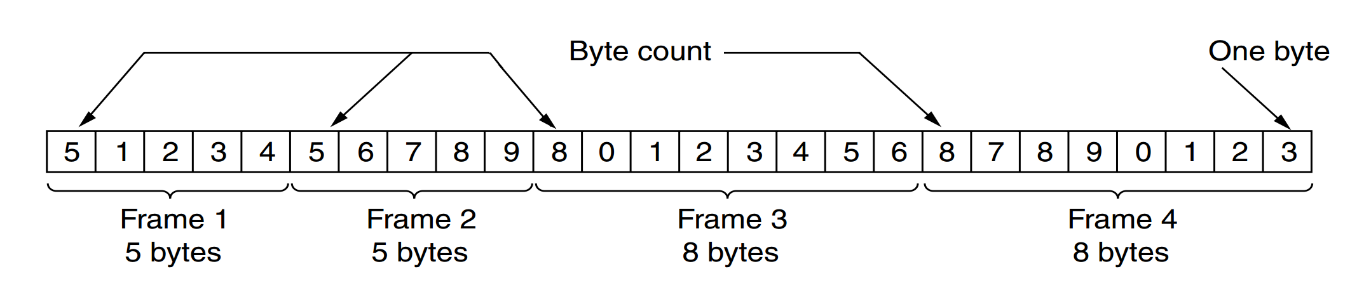 Byte count One byte
5 1 2 3 4 5 6 7 8 9 8 0 1 2 3 4 5 6 8 7 8 9 0 1 2 3
Frame 1 Frame 2 Frame 3 Frame 4
5 bytes 5 bytes 8 bytes 8 bytes